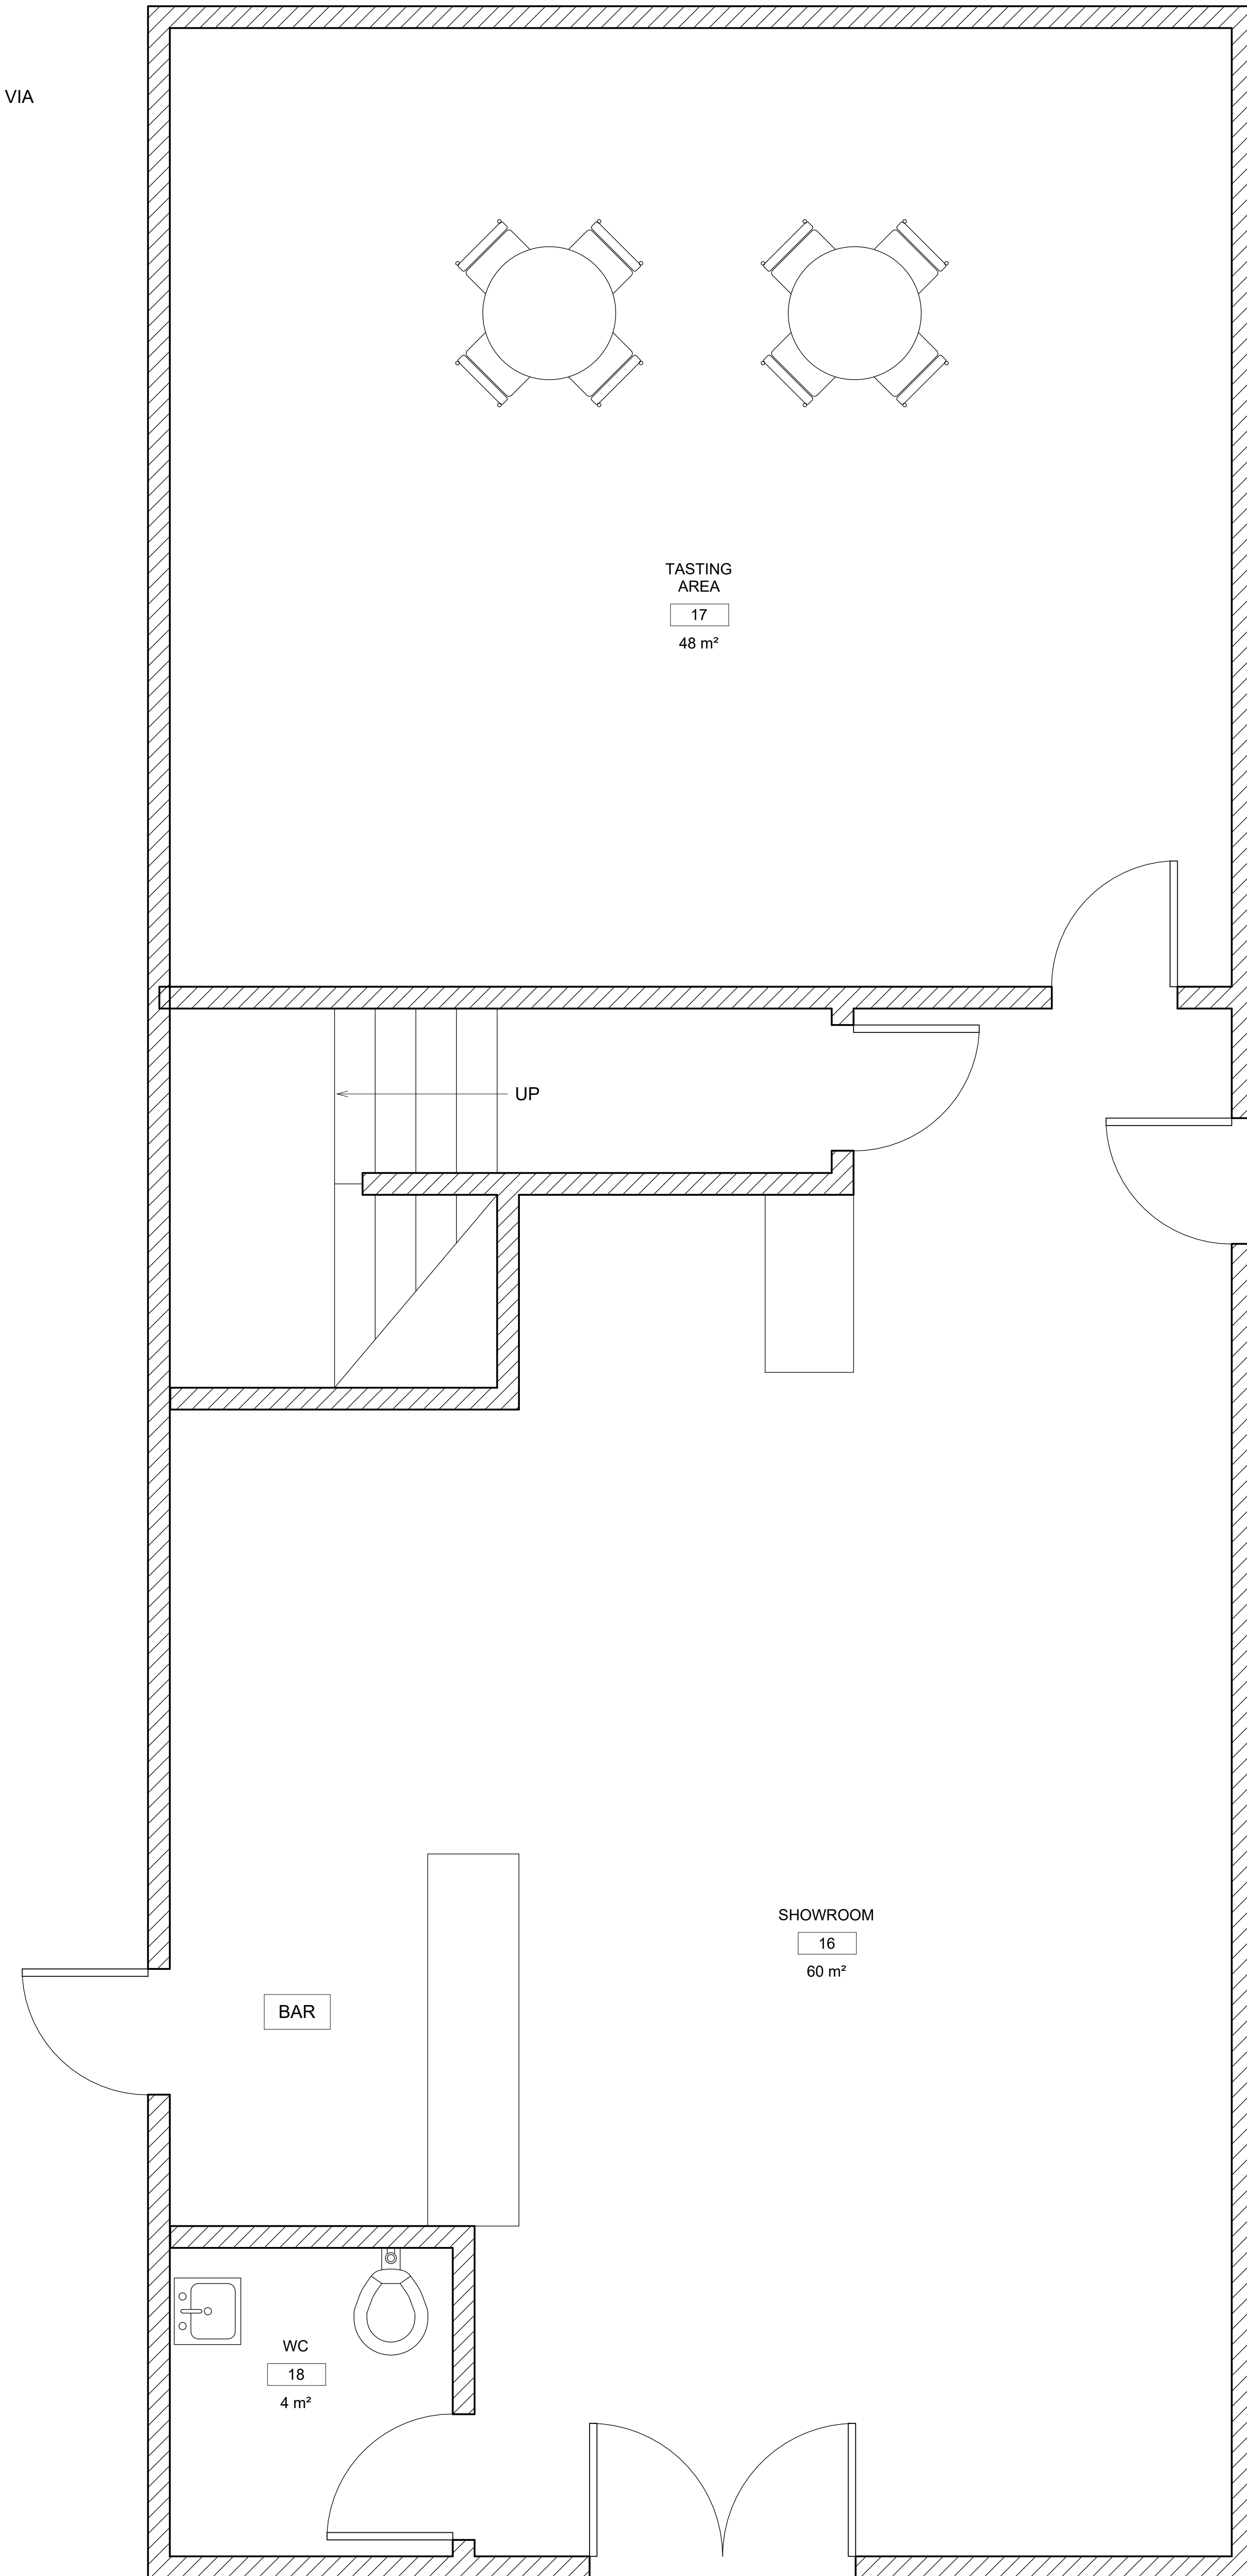 VIA
TASTING
AREA
17
48 m²
UP
SHOWROOM
16
60 m²
BAR
WC
18
4 m²